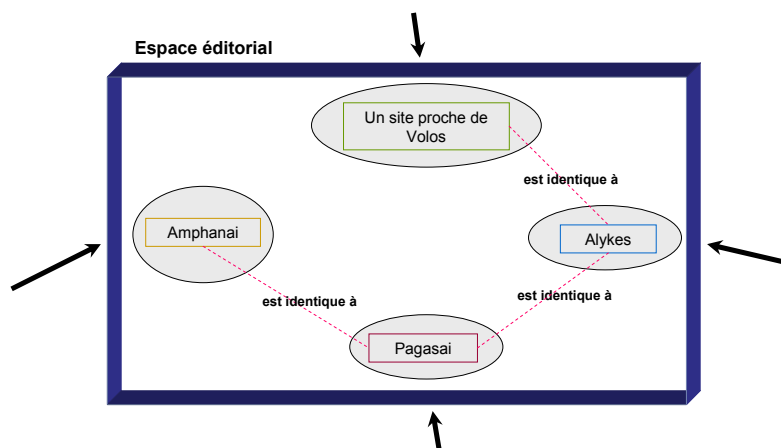 Espace éditorial
Un site proche de
Volos
est identique à
Amphanai
Alykes
est identique à
est identique à
Pagasai